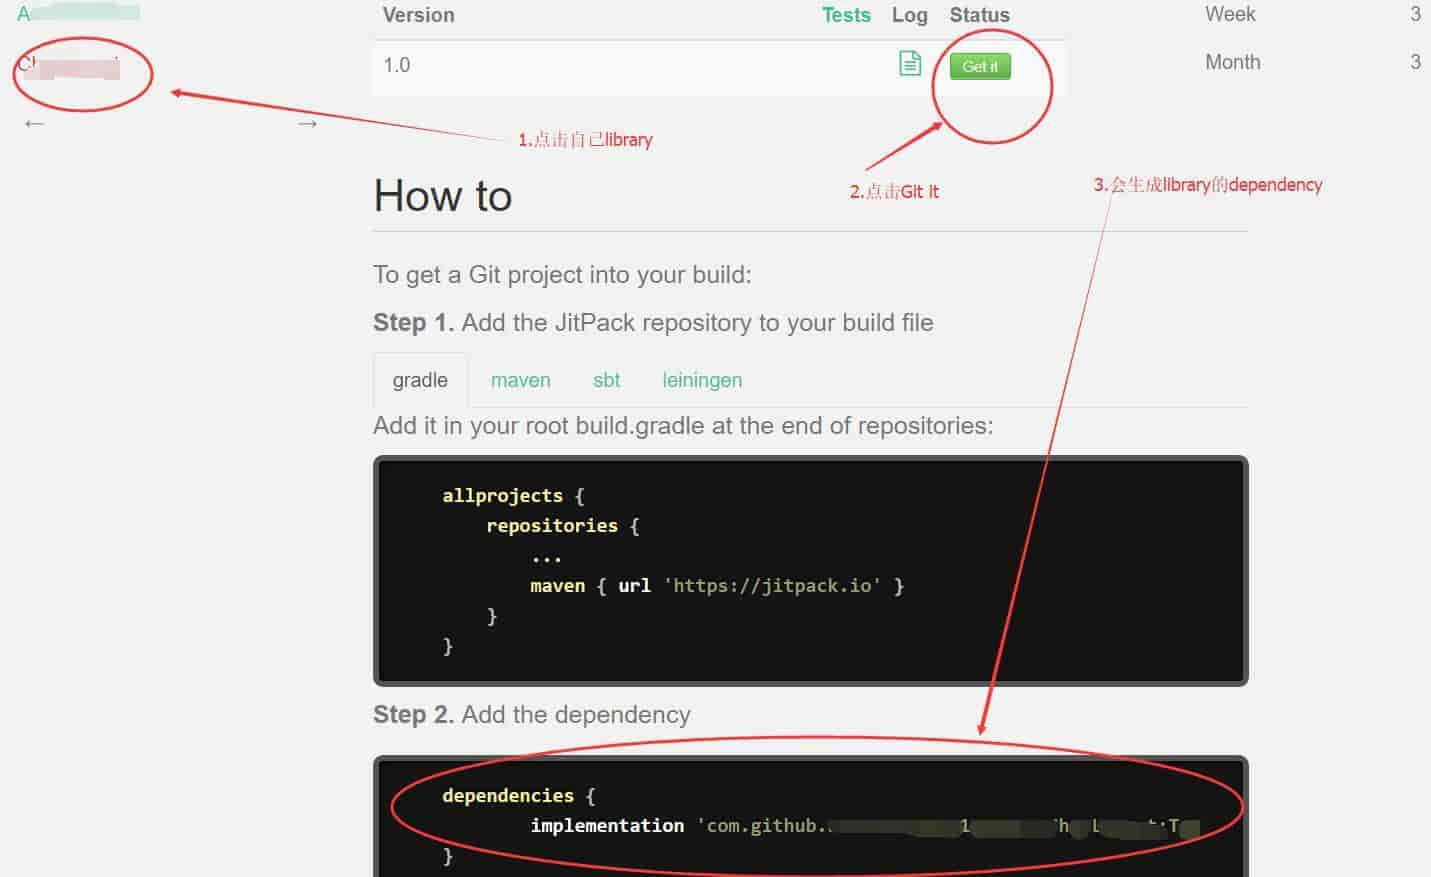 Version Tests Log Status
Week 3
1.0 Get it
Month 3
← →
1.点击自己library
2.点击Git it
3.会生成library的dependency
How to
To get a Git project into your build:
Step 1. Add the JitPack repository to your build file
gradle maven sbt leiningen
Add it in your root build.gradle at the end of repositories:
allprojects {
repositories {
...
maven { url 'https://jitpack.io' }
}
}
Step 2. Add the dependency
dependencies {
implementation 'com.github.
}